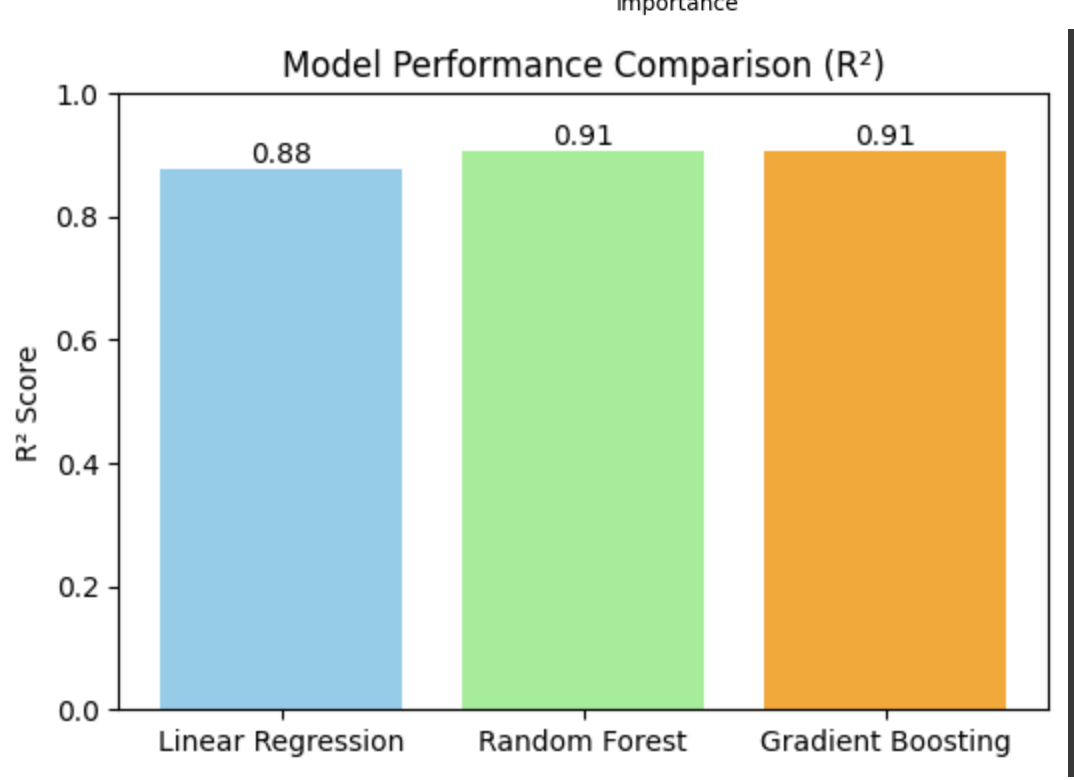 Importance
Model Performance Comparison (R²)
1.0
0.88
0.91
0.91
0.8
0.6
R² Score
0.4
0.2
0.0
Linear Regression
Random Forest
Gradient Boosting